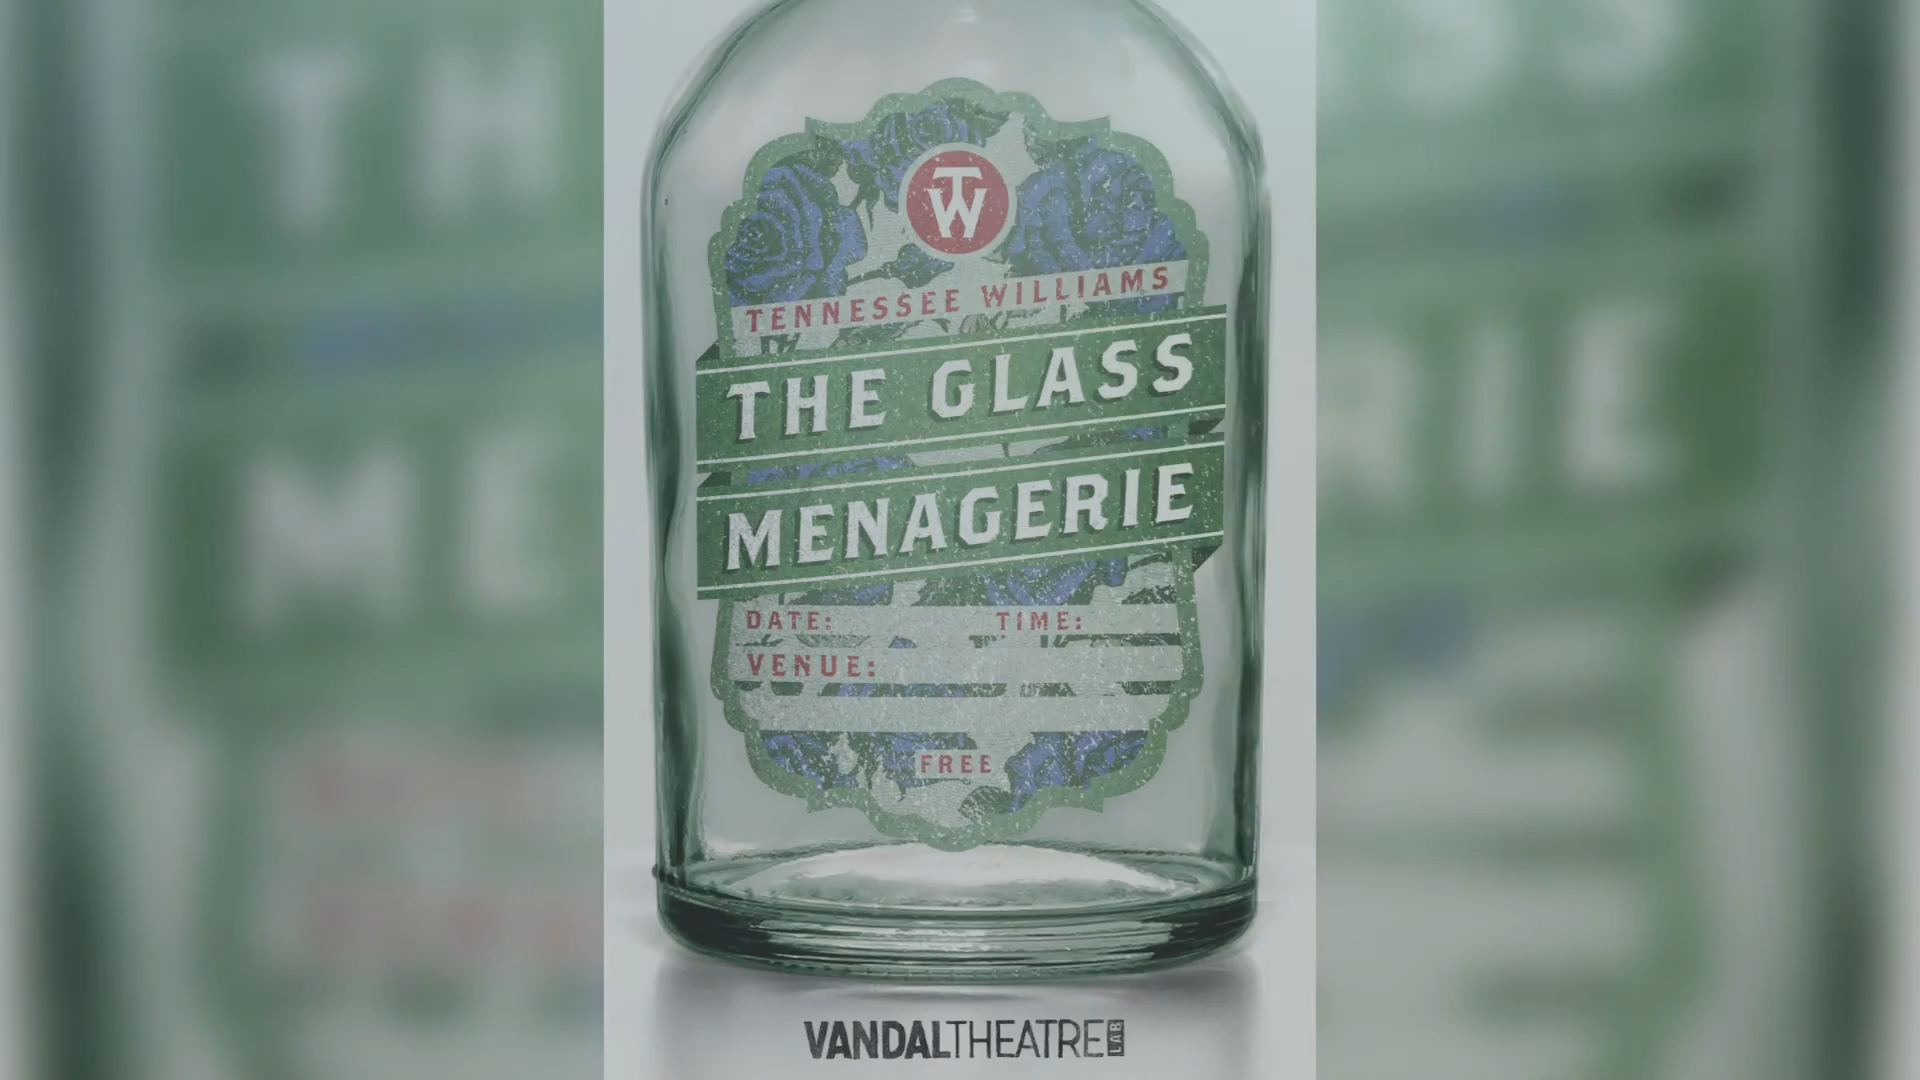 TW
TENNESSEE WILLIAMS
THE GLASS
MENAGERIE
DATE: TIME:
VENUE:
FREE
VANDALTHEATRE LAB